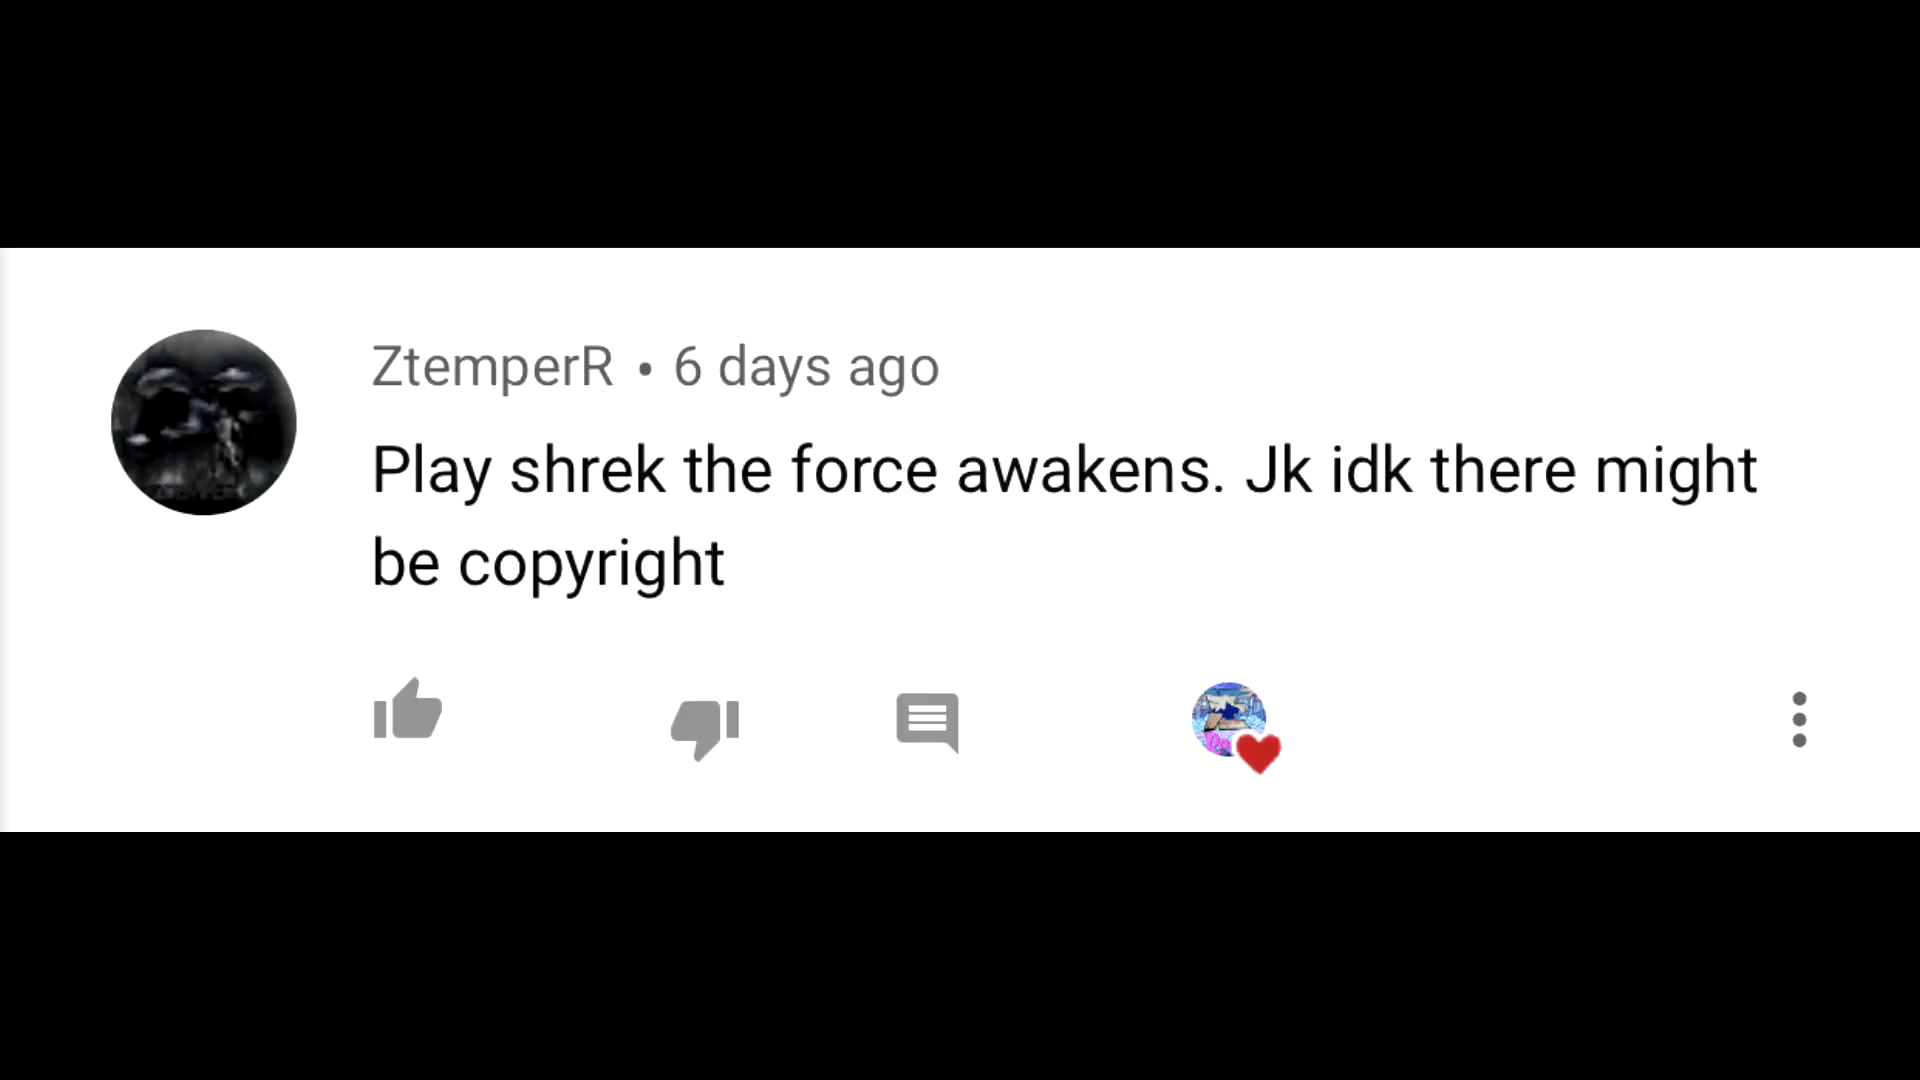 ZtemperR • 6 days ago
Play shrek the force awakens. Jk idk there might
be copyright